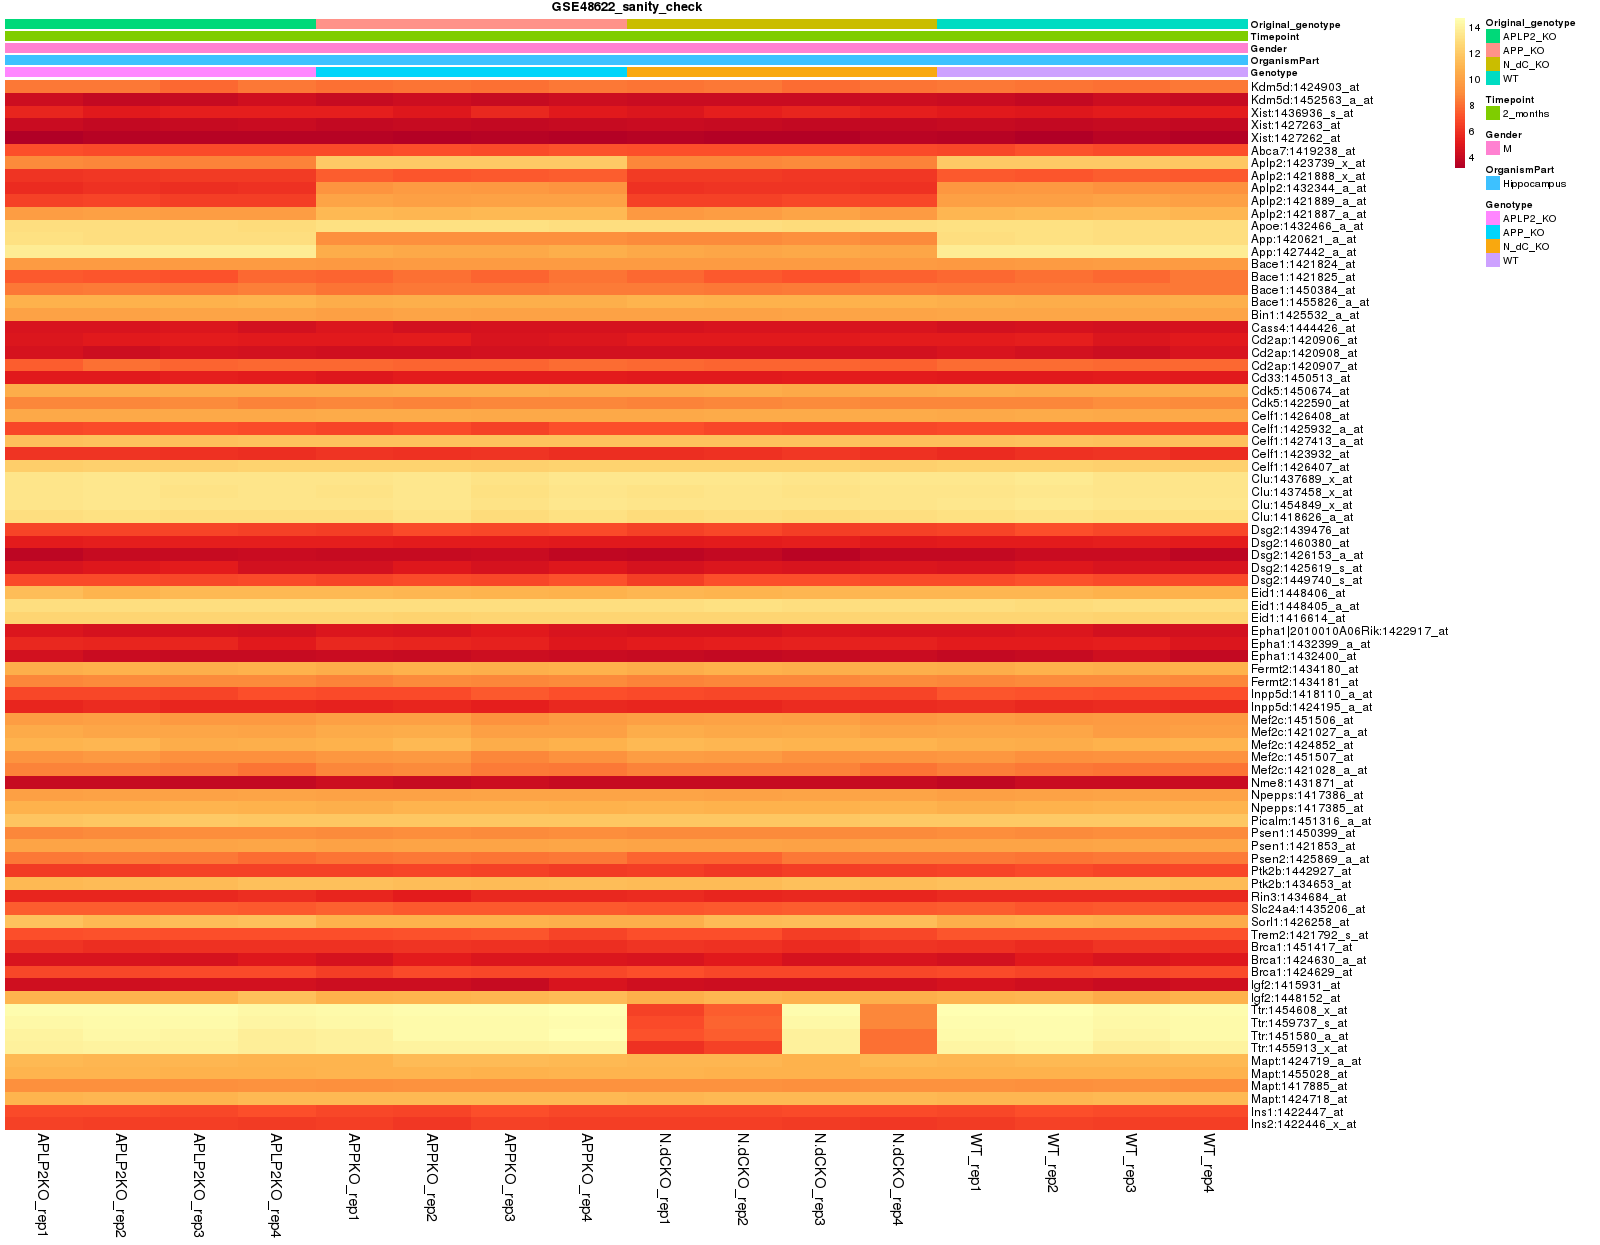 GSE48622_sanity_check
Original_genotype
Timepoint
Gender
OrganismPart
Genotype
Kdm5d:1424903_at
Kdm5d:1452563_a_at
Xist:1436936_s_at
Xist:1427263_at
Xist:1427262_at
Abca7:1419238_at
Aplp2:1423739_x_at
Aplp2:1421888_x_at
Aplp2:1432344_a_at
Aplp2:1421889_a_at
Aplp2:1421887_a_at
Apoe:1432466_a_at
App:1420621_a_at
App:1427442_a_at
Bace1:1421824_at
Bace1:1421825_at
Bace1:1450384_at
Bace1:1455826_a_at
Bin1:1425532_a_at
Cass4:1444426_at
Cd2ap:1420906_at
Cd2ap:1420908_at
Cd2ap:1420907_at
Cd33:1450513_at
Cdk5:1450674_at
Cdk5:1422590_at
Celf1:1426408_at
Celf1:1425932_a_at
Celf1:1427413_a_at
Celf1:1423932_at
Celf1:1426407_at
Clu:1437689_x_at
Clu:1437458_x_at
Clu:1454849_x_at
Clu:1418626_a_at
Dsg2:1439476_at
Dsg2:1460380_at
Dsg2:1426153_a_at
Dsg2:1425619_s_at
Dsg2:1449740_s_at
Eid1:1448406_at
Eid1:1448405_a_at
Eid1:1416614_at
Epha1|2010010A06Rik:1422917_at
Epha1:1432399_a_at
Epha1:1432400_at
Fermt2:1434180_at
Fermt2:1434181_at
Inpp5d:1418110_a_at
Inpp5d:1424195_a_at
Mef2c:1451506_at
Mef2c:1421027_a_at
Mef2c:1424852_at
Mef2c:1451507_at
Mef2c:1421028_a_at
Nme8:1431871_at
Npepps:1417386_at
Npepps:1417385_at
Picalm:1451316_a_at
Psen1:1450399_at
Psen1:1421853_at
Psen2:1425869_a_at
Ptk2b:1442927_at
Ptk2b:1434653_at
Rin3:1434684_at
Slc24a4:1435206_at
Sorl1:1426258_at
Trem2:1421792_s_at
Brca1:1451417_at
Brca1:1424630_a_at
Brca1:1424629_at
Igf2:1415931_at
Igf2:1448152_at
Ttr:1454608_x_at
Ttr:1459737_s_at
Ttr:1451580_a_at
Ttr:1455913_x_at
Mapt:1424719_a_at
Mapt:1455028_at
Mapt:1417885_at
Mapt:1424718_at
Ins1:1422447_at
Ins2:1422446_x_at
APLP2KO_rep1
APLP2KO_rep2
APLP2KO_rep3
APLP2KO_rep4
APPKO_rep1
APPKO_rep2
APPKO_rep3
APPKO_rep4
N.dCKO_rep1
N.dCKO_rep2
N.dCKO_rep3
N.dCKO_rep4
WT_rep1
WT_rep2
WT_rep3
WT_rep4
14
12
10
8
6
4
Original_genotype
APLP2_KO
APP_KO
N_dC_KO
WT
Timepoint
2_months
Gender
M
OrganismPart
Hippocampus
Genotype
APLP2_KO
APP_KO
N_dC_KO
WT